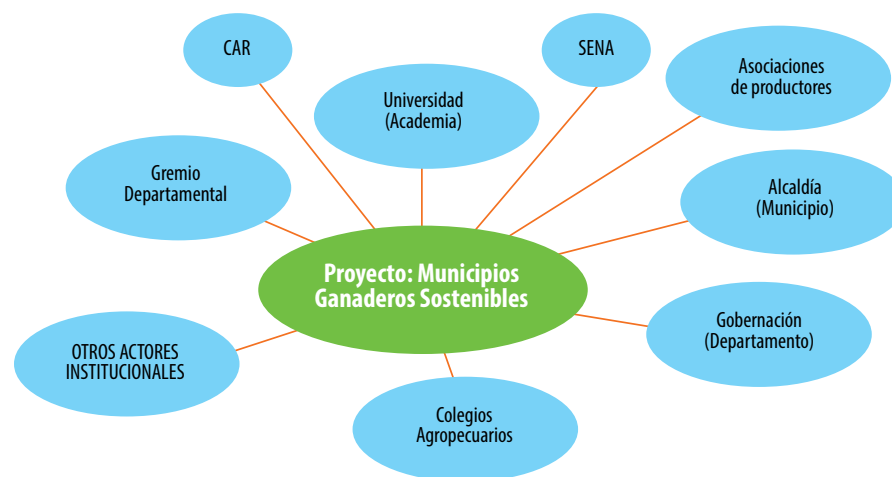 CAR
SENA
Universidad
(Academia)
Asociaciones
de productores
Gremio
Departamental
Alcaldía
(Municipio)
Proyecto: Municipios
Ganaderos Sostenibles
Gobernación
(Departamento)
OTROS ACTORES
INSTITUCIONALES
Colegios
Agropecuarios